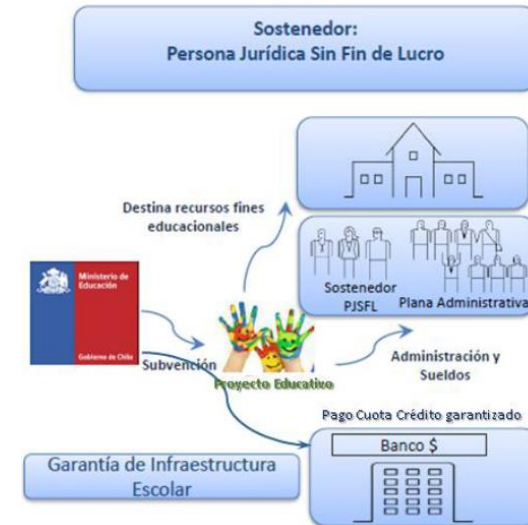 Sostenedor:
Persona Jurídica Sin Fin de Lucro
Destina recursos fines
educacionales
Sostenedor
PJSFL
Plana Administrativa
Ministerio de
Educación
Gobierno de Chile
Subvención
Proyecto Educativo
Administración y
Sueldos
Pago Cuota Crédito garantizado
Banco $
Garantía de Infraestructura
Escolar